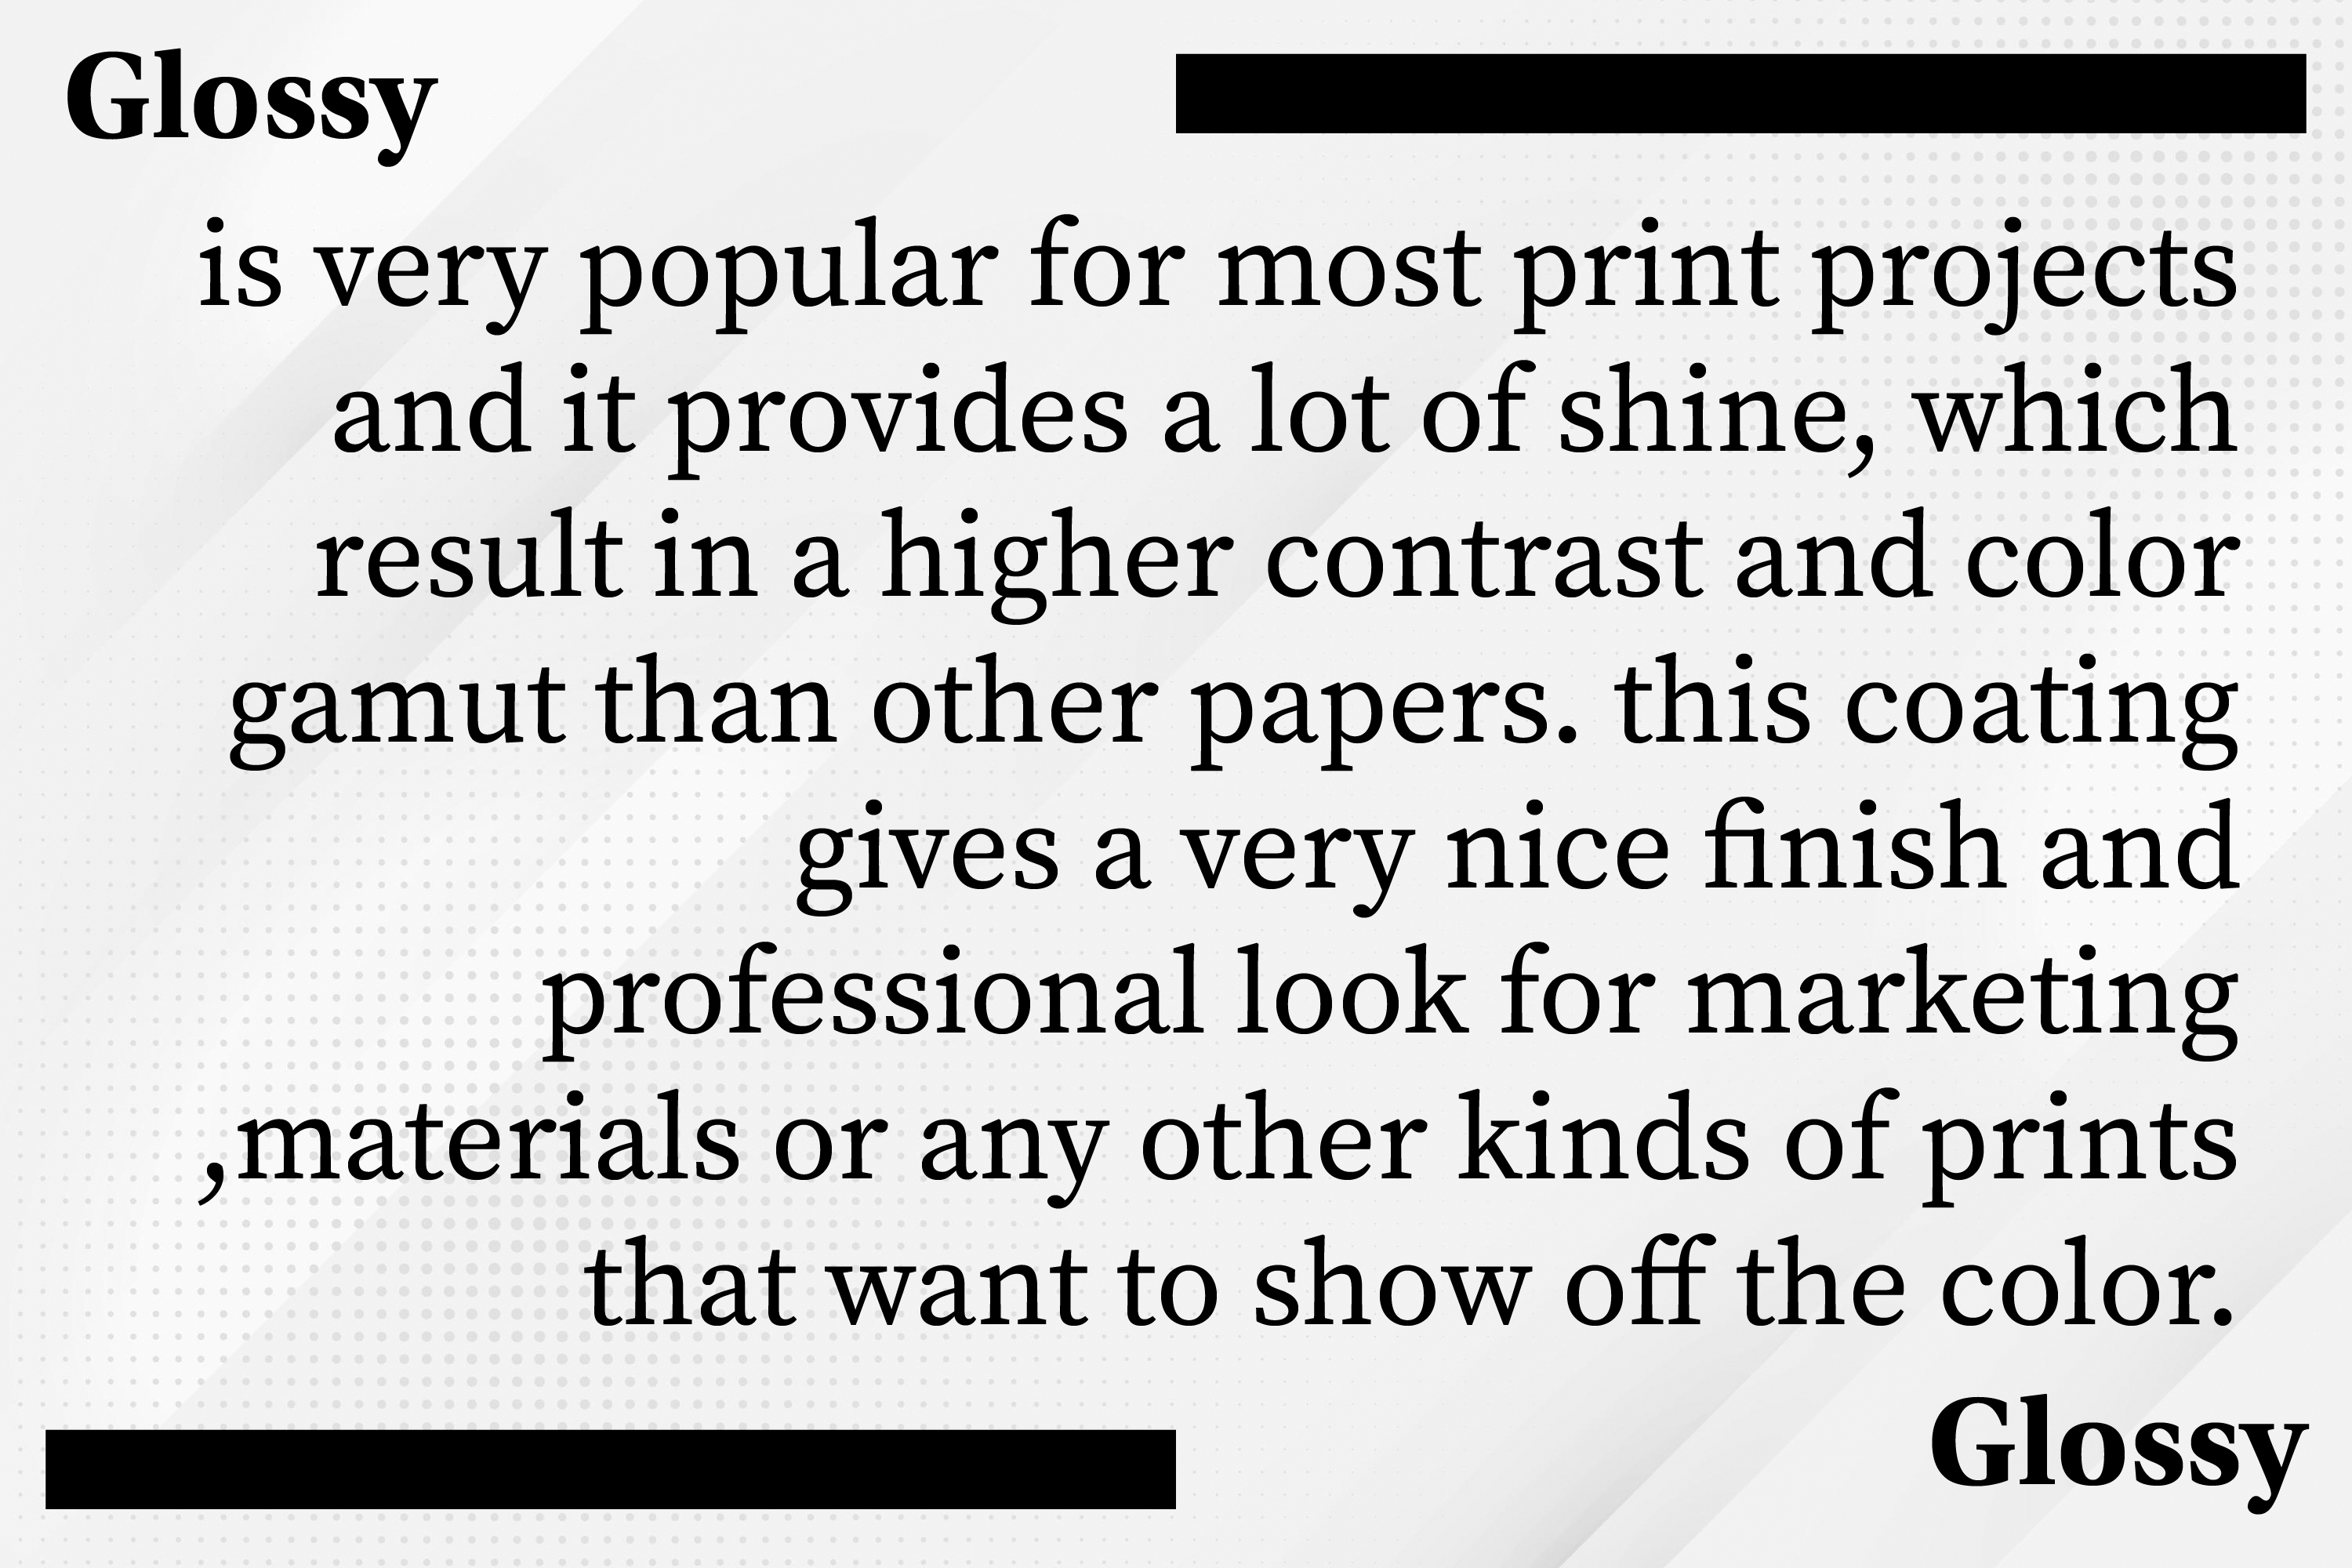 Glossy
is very popular for most print projects
and it provides a lot of shine, which
result in a higher contrast and color
gamut than other papers. this coating
gives a very nice finish and
professional look for marketing
,materials or any other kinds of prints
that want to show off the color.
Glossy